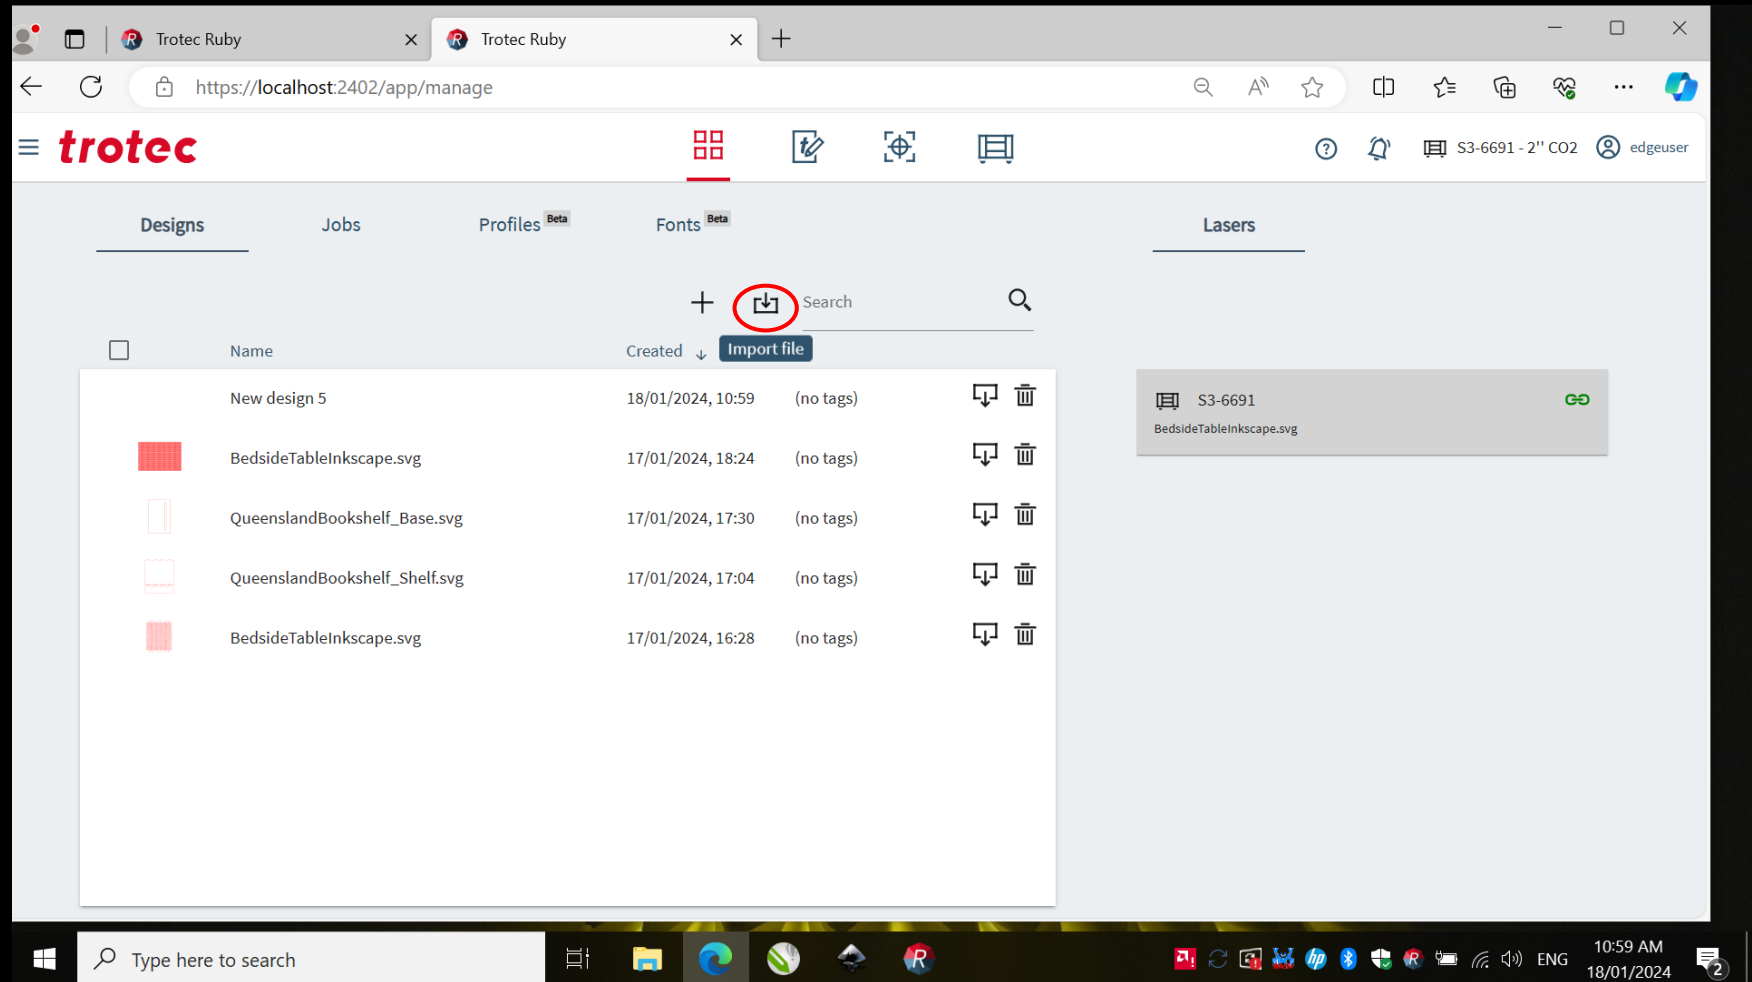 Trotec Ruby
Trotec Ruby
https://localhost:2402/app/manage
trotec
S3-6691 - 2'' CO2
edgeuser
Designs
Jobs
Profiles Beta
Fonts Beta
Lasers
Search
Name
Created
Import file
New design 5 18/01/2024, 10:59 (no tags)
BedsideTableInkscape.svg 17/01/2024, 18:24 (no tags)
QueenslandBookshelf_Base.svg 17/01/2024, 17:30 (no tags)
QueenslandBookshelf_Shelf.svg 17/01/2024, 17:04 (no tags)
BedsideTableInkscape.svg 17/01/2024, 16:28 (no tags)
S3-6691
BedsideTableInkscape.svg
Type here to search
ENG
10:59 AM
18/01/2024
2